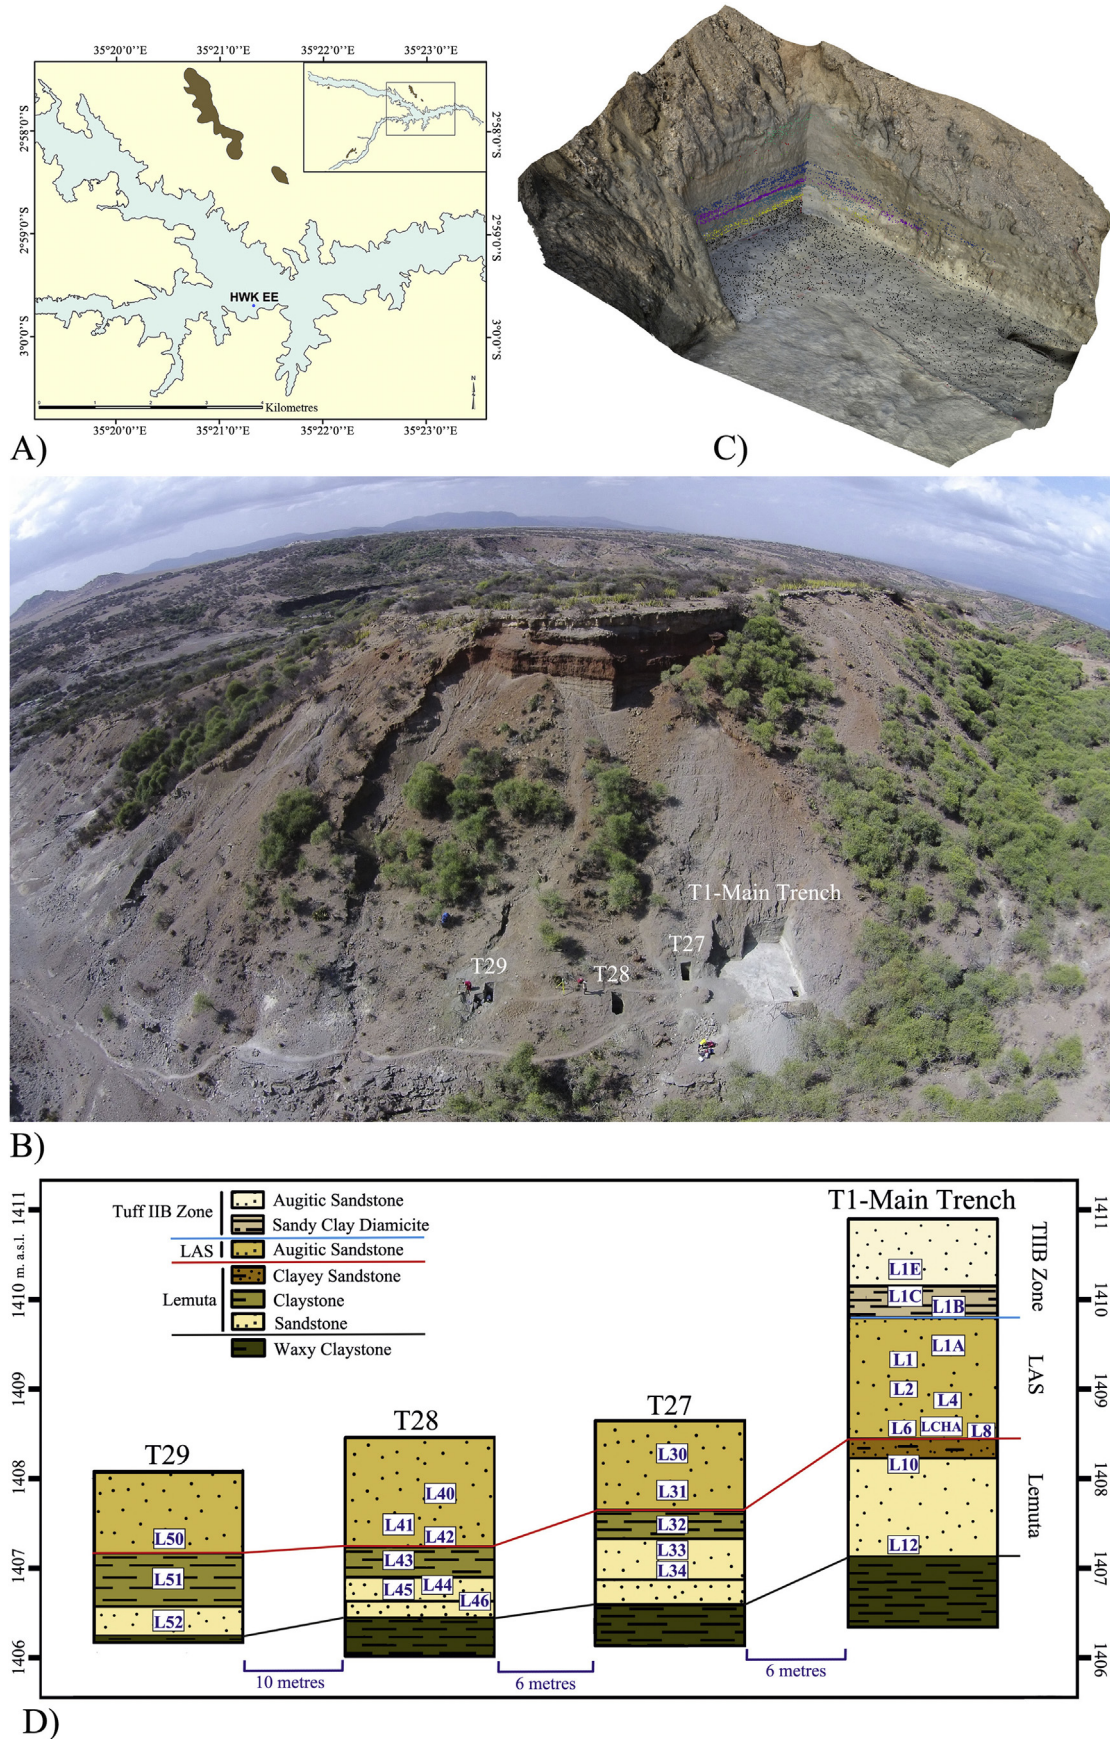 35°20'0"E 35°21'0"E 35°22'0"E 35°23'0"E
2°58'0"S
2°58'0"S
2°59'0"S
2°59'0"S
HWK EE
3°0'0"S
3°0'0"S
N
0 1 2 3 4 Kilometres
35°20'0"E 35°21'0"E 35°22'0"E 35°23'0"E
A)
C)
T1-Main Trench
T27
T29
T28
B)
1411
1410 m. a.s.l.
1409
1408
1407
1406
Tuff IIB Zone
Augitic Sandstone
Sandy Clay Diamicite
LAS
Augitic Sandstone
Lemuta
Clayey Sandstone
Claystone
Sandstone
Waxy Claystone
T29
L50
L51
L52
T28
L40
L41
L42
L43
L45 L44
L46
T27
L30
L31
L32
L33
L34
T1-Main Trench
L1E
L1C
L1B
L1A
L1
L2
L4
L6 LCHA L8
L10
L12
TIIB Zone
LAS
Lemuta
1411
1410
1409
1408
1407
1406
10 metres
6 metres
6 metres
D)